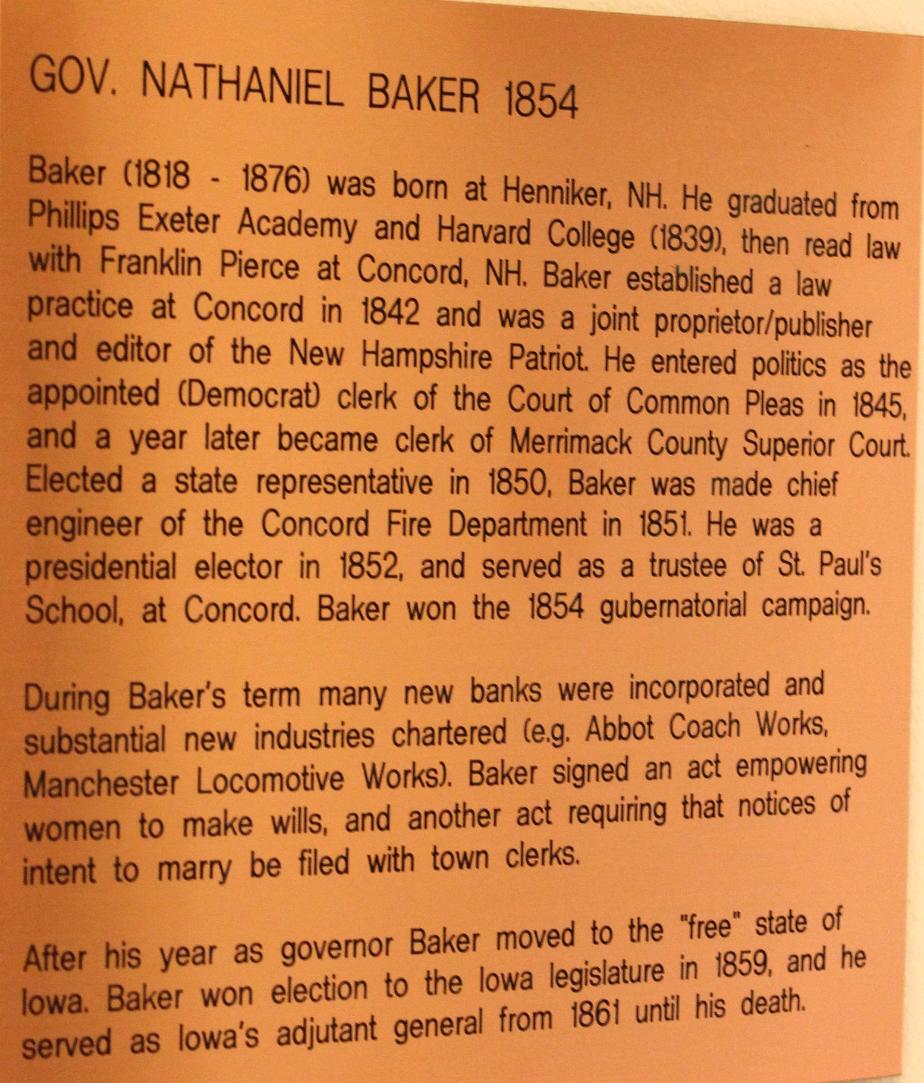 GOV. NATHANIEL BAKER 1854
Baker (1818 - 1876) was born at Henniker, NH. He graduated from
Phillips Exeter Academy and Harvard College (1839), then read law
with Franklin Pierce at Concord, NH. Baker established a law
practice at Concord in 1842 and was a joint proprietor/publisher
and editor of the New Hampshire Patriot. He entered politics as the
appointed (Democrat) clerk of the Court of Common Pleas in 1845,
and a year later became clerk of Merrimack County Superior Court.
Elected a state representative in 1850, Baker was made chief
engineer of the Concord Fire Department in 1851. He was a
presidential elector in 1852, and served as a trustee of St. Paul's
School, at Concord. Baker won the 1854 gubernatorial campaign.
During Baker's term many new banks were incorporated and
substantial new industries chartered (e.g. Abbot Coach Works,
Manchester Locomotive Works). Baker signed an act empowering
women to make wills, and another act requiring that notices of
intent to marry be filed with town clerks.
After his year as governor Baker moved to the "free" state of
Iowa. Baker won election to the Iowa legislature in 1859, and he
served as Iowa's adjutant general from 1861 until his death.